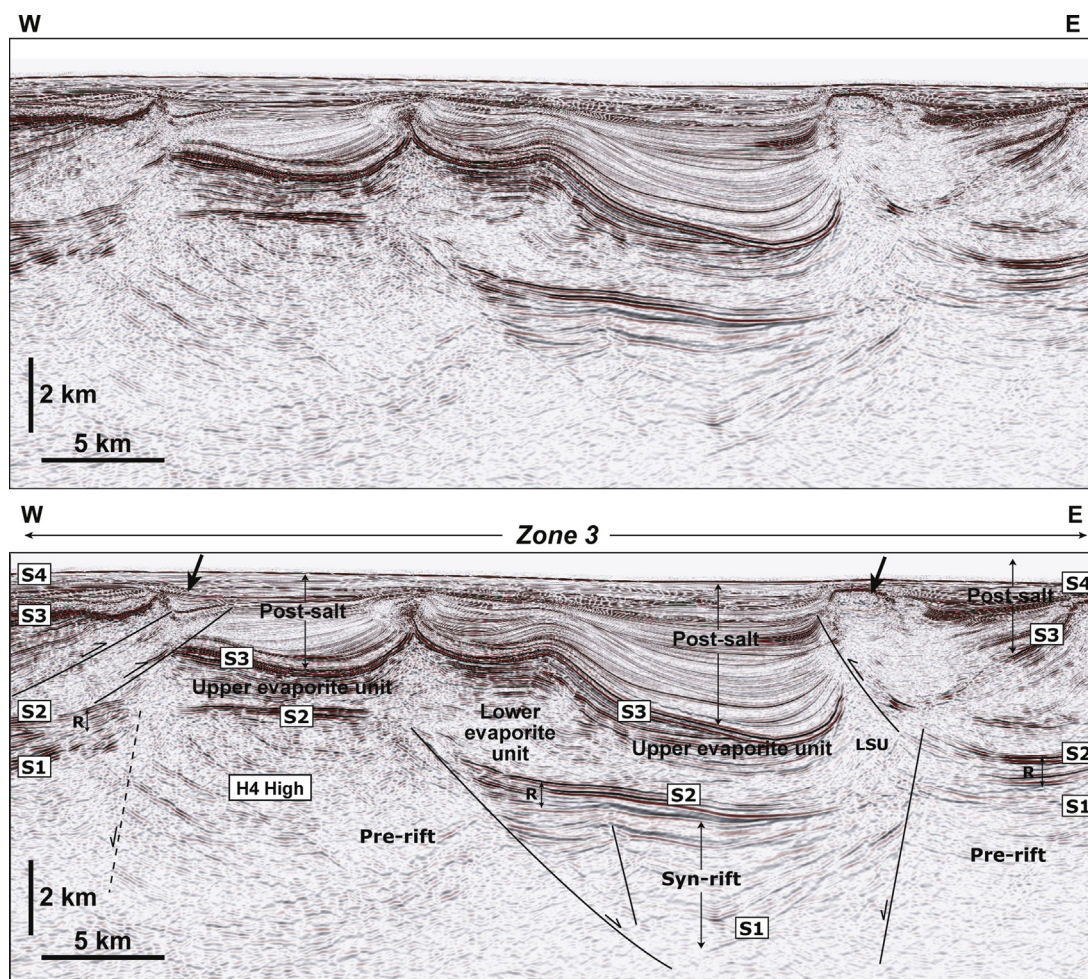 W E
2 km
5 km
W E
Zone 3
S4
S3
S2
R
S1
Post-salt
S3
Upper evaporite unit
S2
H4 High
Pre-rift
Lower
evaporite
unit
Post-salt
S3
Upper evaporite unit
R
S2
Syn-rift
S1
LSU
Post-salt
S4
S3
S2
R
S1
Pre-rift
2 km
5 km